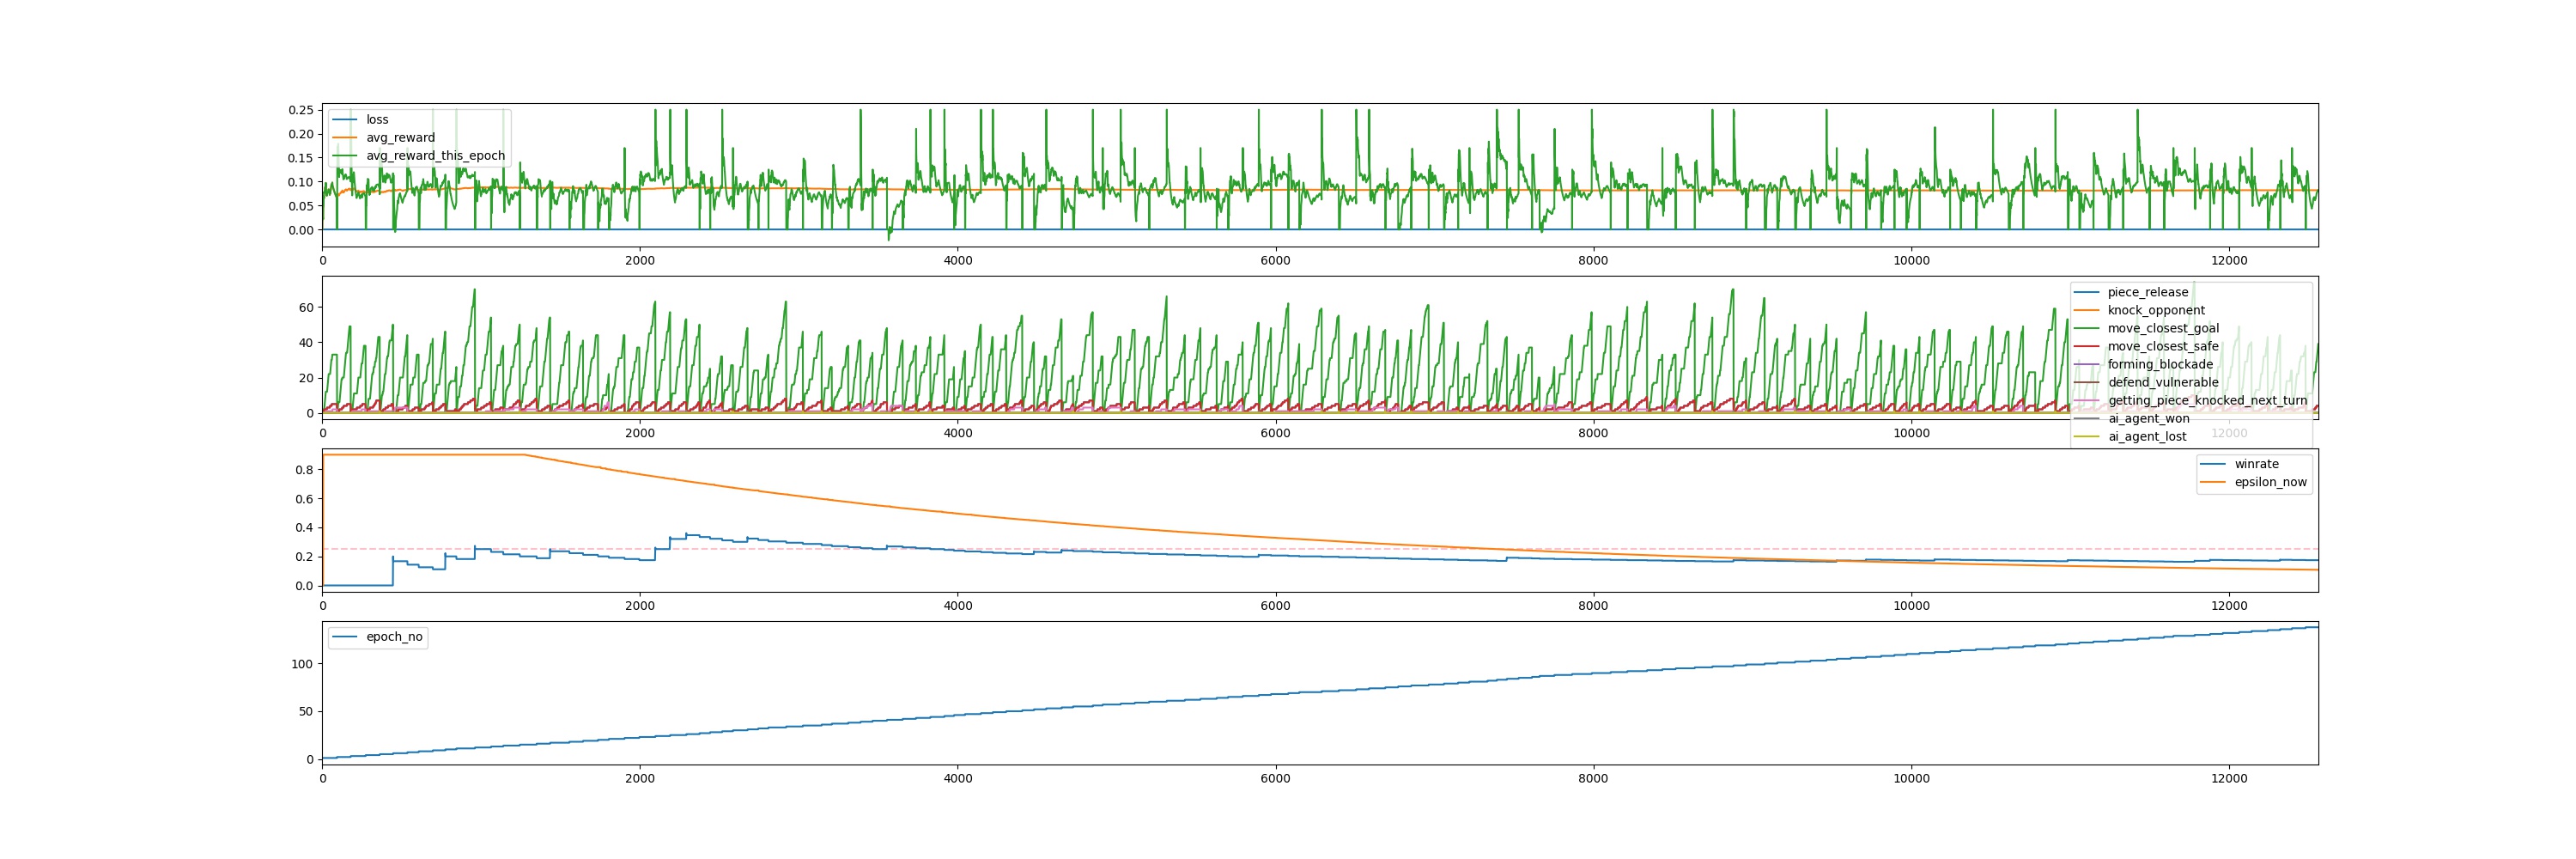 0.25
0.20
0.15
0.10
0.05
0.00
loss
avg_reward
avg_reward_this_epoch
0 2000 4000 6000 8000 10000 12000
60
40
20
0
piece_release
knock_opponent
move_closest_goal
move_closest_safe
forming_blockade
defend_vulnerable
getting_piece_knocked_next_turn
ai_agent_won
ai_agent_lost
0 2000 4000 6000 8000 10000 12000
0.8
0.6
0.4
0.2
0.0
winrate
epsilon_now
0 2000 4000 6000 8000 10000 12000
epoch_no
100
50
0
0 2000 4000 6000 8000 10000 12000